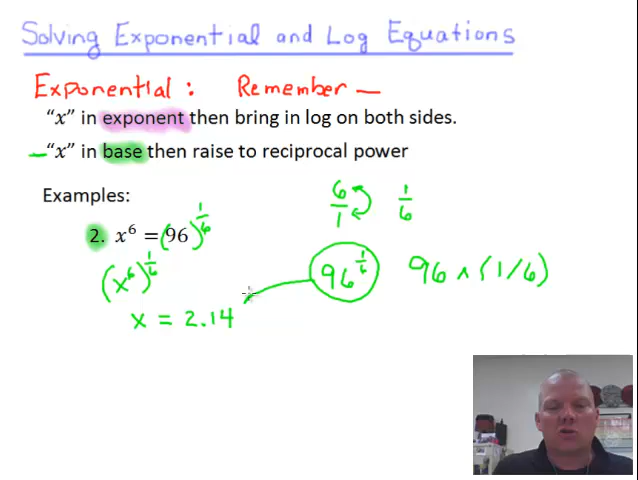 Solving Exponential and Log Equations
Exponential: Remember —
“x” in exponent then bring in log on both sides.
– “x” in base then raise to reciprocal power
Examples:
6/1 1/6
2. x⁶ = (96)^(1/6)
(x⁶)^(1/6) 96^(1/6) 96 ^ (1/6)
x = 2.14